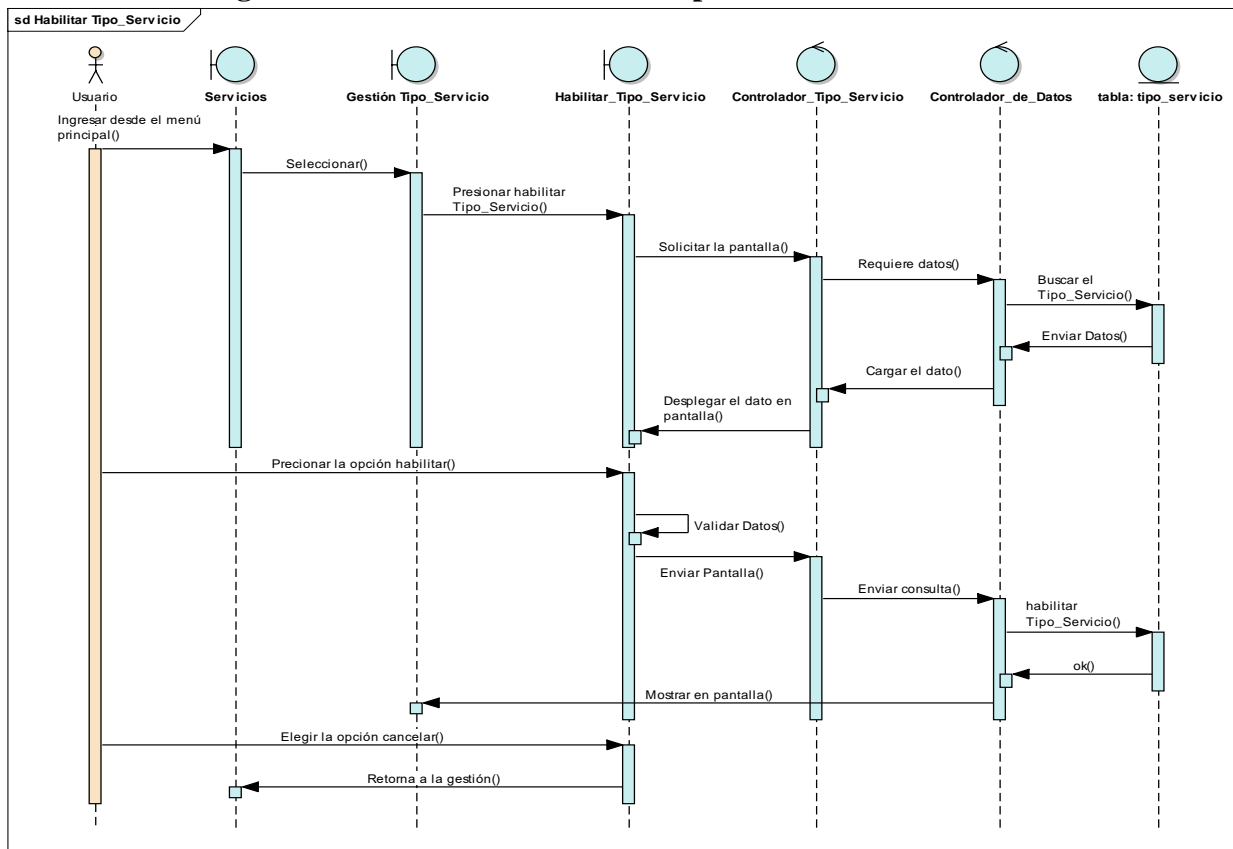 sd Habilitar Tipo_Servicio
Usuario
Servicios
Gestión Tipo_Servicio
Habilitar_Tipo_Servicio
Controlador_Tipo_Servicio
Controlador_de_Datos
tabla: tipo_servicio
Ingresar desde el menú
principal()
Seleccionar()
Presionar habilitar
Tipo_Servicio()
Solicitar la pantalla()
Requiere datos()
Buscar el
Tipo_Servicio()
Enviar Datos()
Cargar el dato()
Desplegar el dato en
pantalla()
Precionar la opción habilitar()
Validar Datos()
Enviar Pantalla()
Enviar consulta()
habilitar
Tipo_Servicio()
ok()
Mostrar en pantalla()
Elegir la opción cancelar()
Retorna a la gestión()